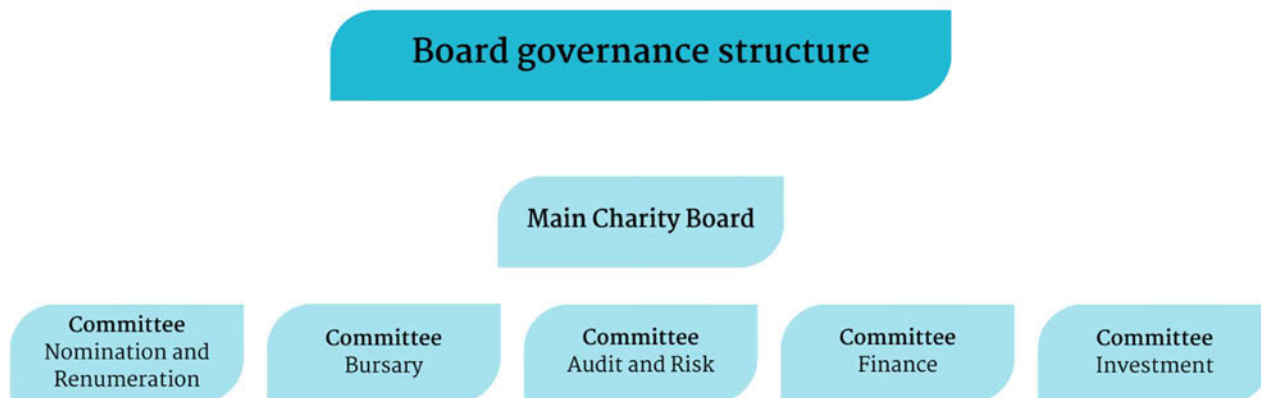 Board governance structure
Main Charity Board
Committee
Nomination and
Renumeration
Committee
Bursary
Committee
Audit and Risk
Committee
Finance
Committee
Investment